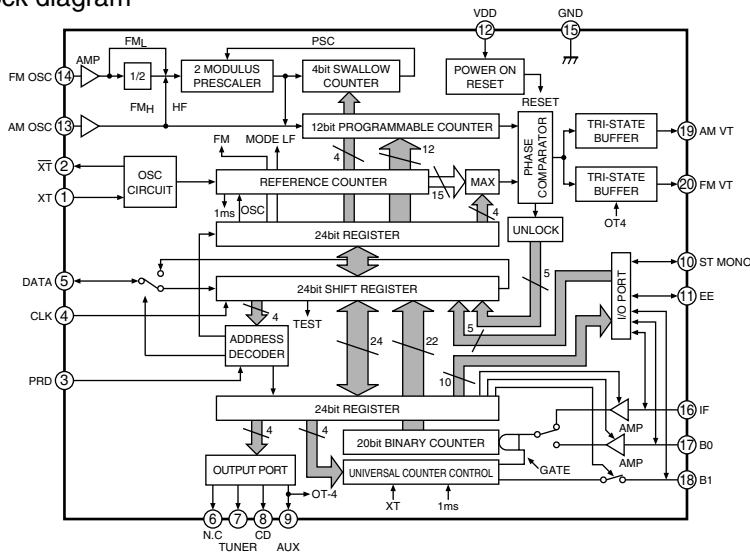 ock diagram
VDD
GND
12
15
FML
PSC
AMP
FM OSC 14
1/2
2 MODULUS
PRESCALER
4bit SWALLOW
COUNTER
POWER ON
RESET
FMH
HF
RESET
AM OSC 13
12bit PROGRAMMABLE COUNTER
PHASE
COMPARATOR
TRI-STATE
BUFFER
19 AM VT
FM
MODE LF
4
12
XT 2
OSC
CIRCUIT
REFERENCE COUNTER
15
MAX
TRI-STATE
BUFFER
20 FM VT
XT 1
1ms
OSC
4
OT4
24bit REGISTER
UNLOCK
10 ST MONO
DATA 5
24bit SHIFT REGISTER
5
I/O PORT
11 EE
CLK 4
4
TEST
5
ADDRESS
DECODER
24
22
10
PRD 3
24bit REGISTER
16 IF
AMP
4
4
20bit BINARY COUNTER
17 B0
AMP
OUTPUT PORT
UNIVERSAL COUNTER CONTROL
GATE
18 B1
OT-4
XT
1ms
6
7
8
9
N.C
CD
TUNER
AUX